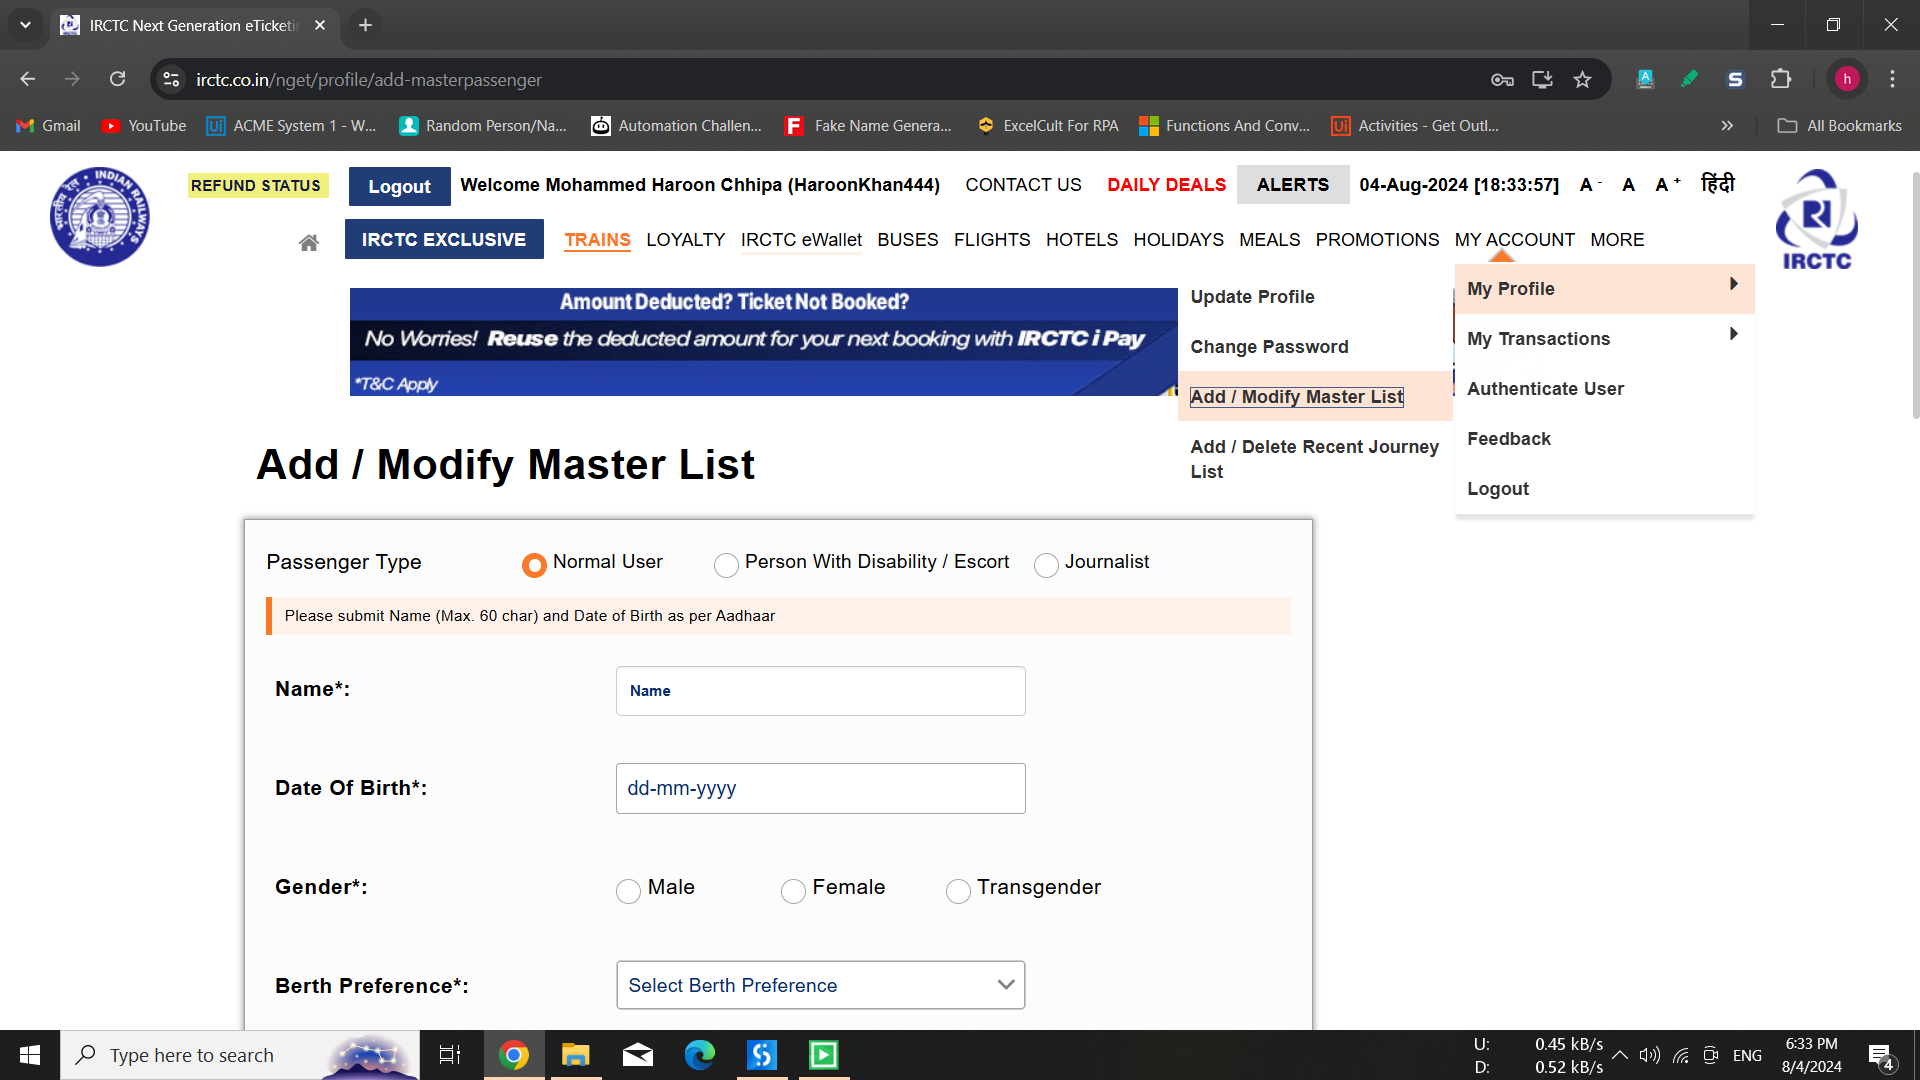 IRCTC Next Generation eTicketi
irctc.co.in/nget/profile/add-masterpassenger
h
Gmail
YouTube
ACME System 1 - W...
Random Person/Na...
Automation Challen...
Fake Name Genera...
ExcelCult For RPA
Functions And Conv...
Activities - Get Outl...
All Bookmarks
REFUND STATUS
Logout
Welcome Mohammed Haroon Chhipa (HaroonKhan444)
CONTACT US
DAILY DEALS
ALERTS
04-Aug-2024 [18:33:57]
A -
A
A +
हिंदी
INDIAN RAILWAYS
भारतीय रेल
IRCTC EXCLUSIVE
TRAINS
LOYALTY
IRCTC eWallet
BUSES
FLIGHTS
HOTELS
HOLIDAYS
MEALS
PROMOTIONS
MY ACCOUNT
MORE
IRCTC
Amount Deducted? Ticket Not Booked?
No Worries! Reuse the deducted amount for your next booking with IRCTC i Pay
*T&C Apply
Update Profile
Change Password
Add / Modify Master List
Add / Delete Recent Journey
List
My Profile
My Transactions
Authenticate User
Feedback
Logout
Add / Modify Master List
Passenger Type
Normal User
Person With Disability / Escort
Journalist
Please submit Name (Max. 60 char) and Date of Birth as per Aadhaar
Name*:
Name
Date Of Birth*:
dd-mm-yyyy
Gender*:
Male
Female
Transgender
Berth Preference*:
Select Berth Preference
Type here to search
U: 0.45 kB/s
D: 0.52 kB/s
ENG
6:33 PM
8/4/2024
4